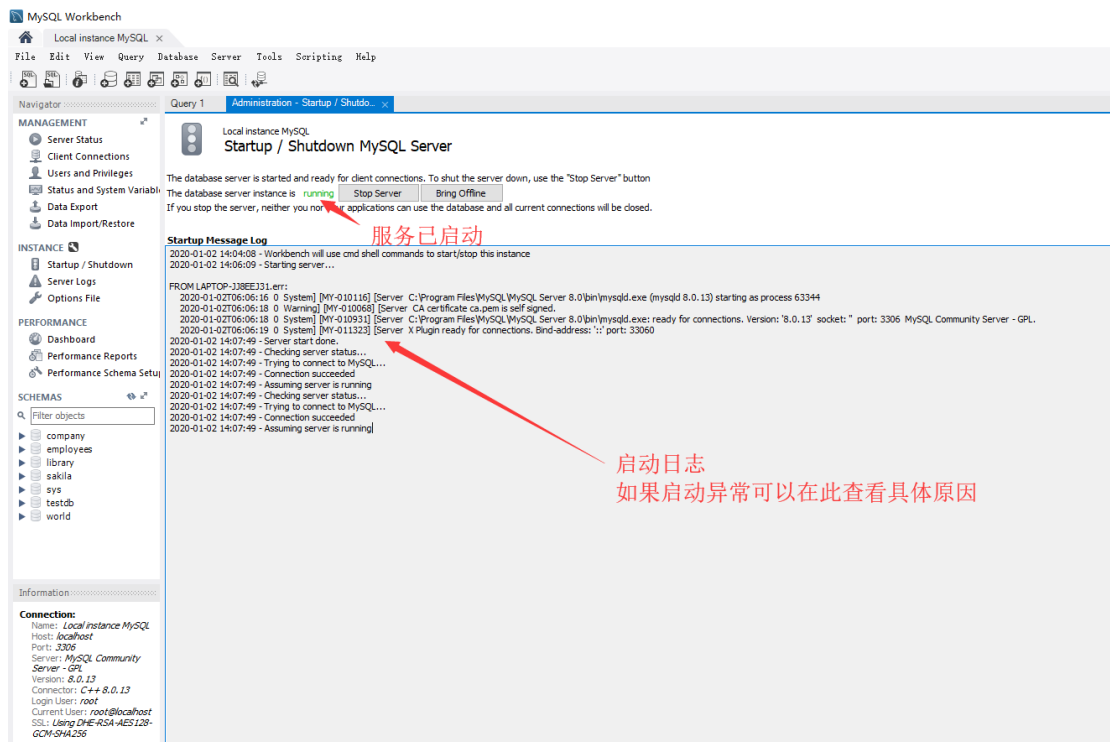 MySQL Workbench
Local instance MySQL ×
File Edit View Query Database Server Tools Scripting Help
Navigator
MANAGEMENT
Server Status
Client Connections
Users and Privileges
Status and System Variabl
Data Export
Data Import/Restore
INSTANCE
Startup / Shutdown
Server Logs
Options File
PERFORMANCE
Dashboard
Performance Reports
Performance Schema Setu
SCHEMAS
Filter objects
company
employees
library
sakila
sys
testdb
world
Information
Connection:
Name: Local instance MySQL
Host: localhost
Port: 3306
Server: MySQL Community
Server - GPL
Version: 8.0.13
Connector: C++ 8.0.13
Login User: root
Current User: root@localhost
SSL: Using DHE-RSA-AES128-
GCM-SHA256
Query 1
Administration - Startup / Shutdo... ×
Local instance MySQL
Startup / Shutdown MySQL Server
The database server is started and ready for client connections. To shut the server down, use the "Stop Server" button
The database server instance is running Stop Server Bring Offline
If you stop the server, neither you nor your applications can use the database and all current connections will be closed.
服务已启动
Startup Message Log
2020-01-02 14:04:08 - Workbench will use cmd shell commands to start/stop this instance
2020-01-02 14:06:09 - Starting server...
FROM LAPTOP-JJ8EEJ31.err:
2020-01-02T06:06:16 0 System] [MY-010116] [Server C:\Program Files\MySQL\MySQL Server 8.0\bin\mysqld.exe (mysqld 8.0.13) starting as process 63344
2020-01-02T06:06:18 0 Warning] [MY-010068] [Server CA certificate ca.pem is self signed.
2020-01-02T06:06:18 0 System] [MY-010931] [Server C:\Program Files\MySQL\MySQL Server 8.0\bin\mysqld.exe: ready for connections. Version: '8.0.13' socket: '' port: 3306 MySQL Community Server - GPL.
2020-01-02T06:06:19 0 System] [MY-011323] [Server X Plugin ready for connections. Bind-address: '::' port: 33060
2020-01-02 14:07:49 - Server start done.
2020-01-02 14:07:49 - Checking server status...
2020-01-02 14:07:49 - Trying to connect to MySQL...
2020-01-02 14:07:49 - Connection succeeded
2020-01-02 14:07:49 - Assuming server is running
2020-01-02 14:07:49 - Checking server status...
2020-01-02 14:07:49 - Trying to connect to MySQL...
2020-01-02 14:07:49 - Connection succeeded
2020-01-02 14:07:49 - Assuming server is running
启动日志
如果启动异常可以在此查看具体原因